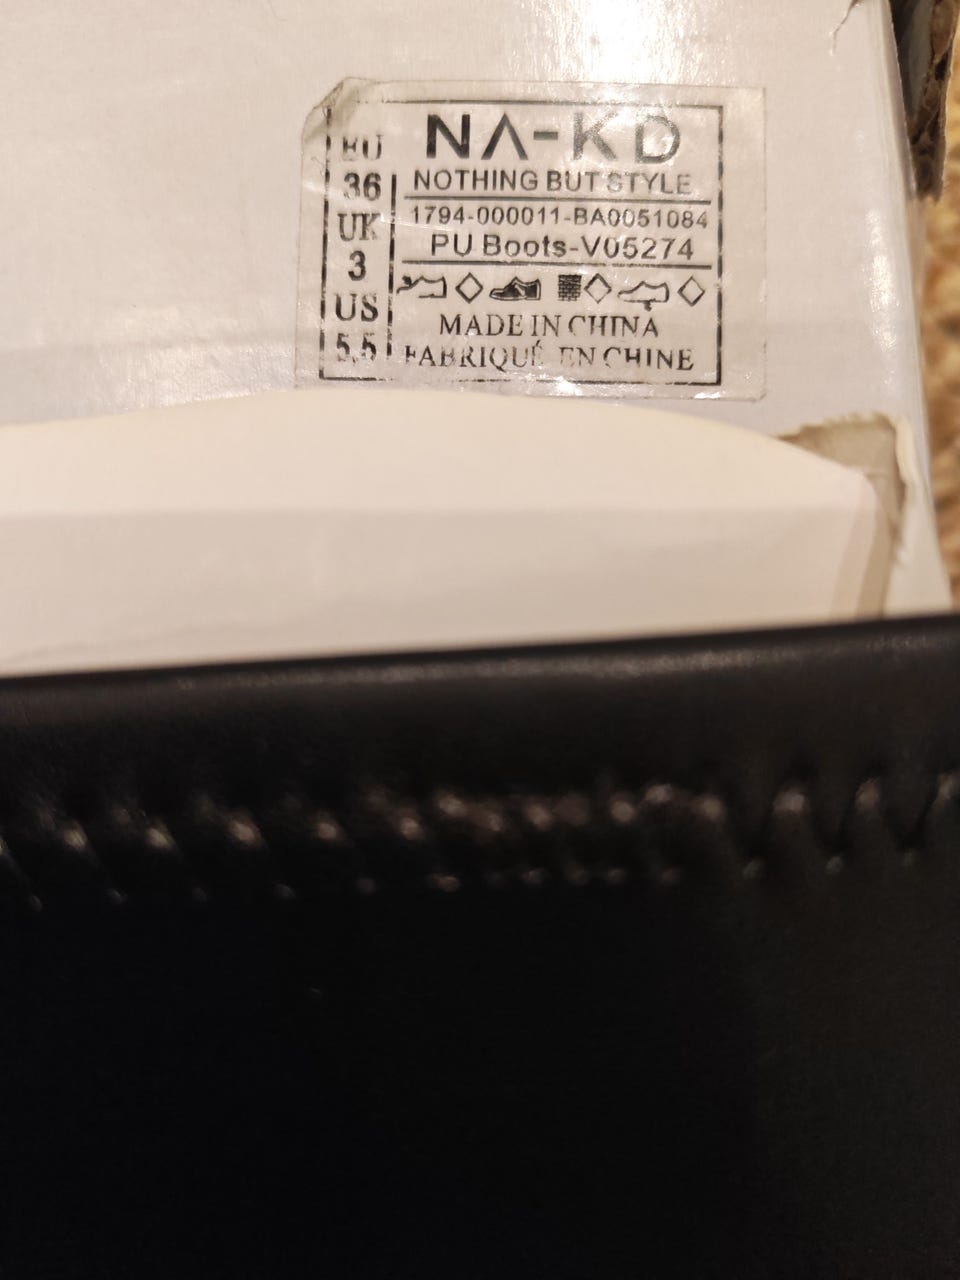 EU
36
UK
3
US
5,5
NA-KD
NOTHING BUT STYLE
1794-000011-BA0051084
PU Boots-V05274
MADE IN CHINA
FABRIQUÉ EN CHINE